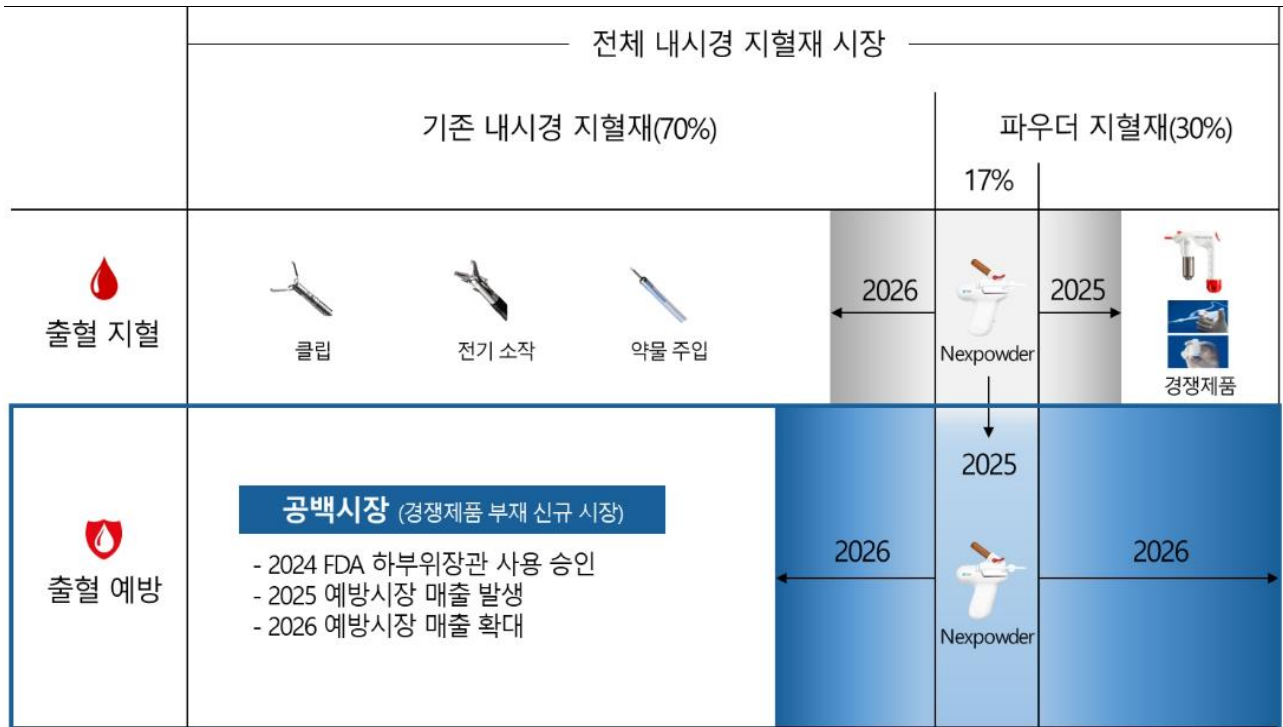 전체 내시경 지혈재 시장
기존 내시경 지혈재(70%)
파우더 지혈재(30%)
17%
출혈 지혈
클립
전기 소작
약물 주입
2026
Nexpowder
2025
경쟁제품
2025
출혈 예방
공백시장 (경쟁제품 부재 신규 시장)
- 2024 FDA 하부위장관 사용 승인
- 2025 예방시장 매출 발생
- 2026 예방시장 매출 확대
2026
Nexpowder
2026